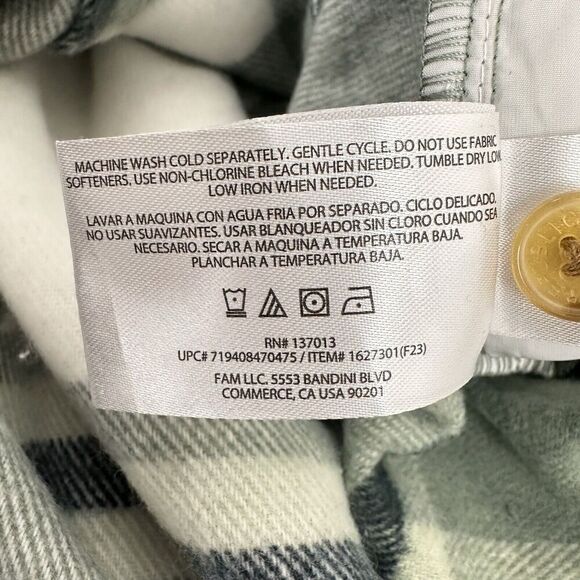 MACHINE WASH COLD SEPARATELY. GENTLE CYCLE. DO NOT USE FABRIC
SOFTENERS. USE NON-CHLORINE BLEACH WHEN NEEDED. TUMBLE DRY LOW.
LOW IRON WHEN NEEDED.
LAVAR A MAQUINA CON AGUA FRIA POR SEPARADO. CICLO DELICADO.
NO USAR SUAVIZANTES. USAR BLANQUEADOR SIN CLORO CUANDO SEA
NECESARIO. SECAR A MAQUINA A TEMPERATURA BAJA.
PLANCHAR A TEMPERATURA BAJA.
RN# 137013
UPC# 719408470475 / ITEM# 1627301(F23)
FAM LLC. 5553 BANDINI BLVD
COMMERCE, CA USA 90201